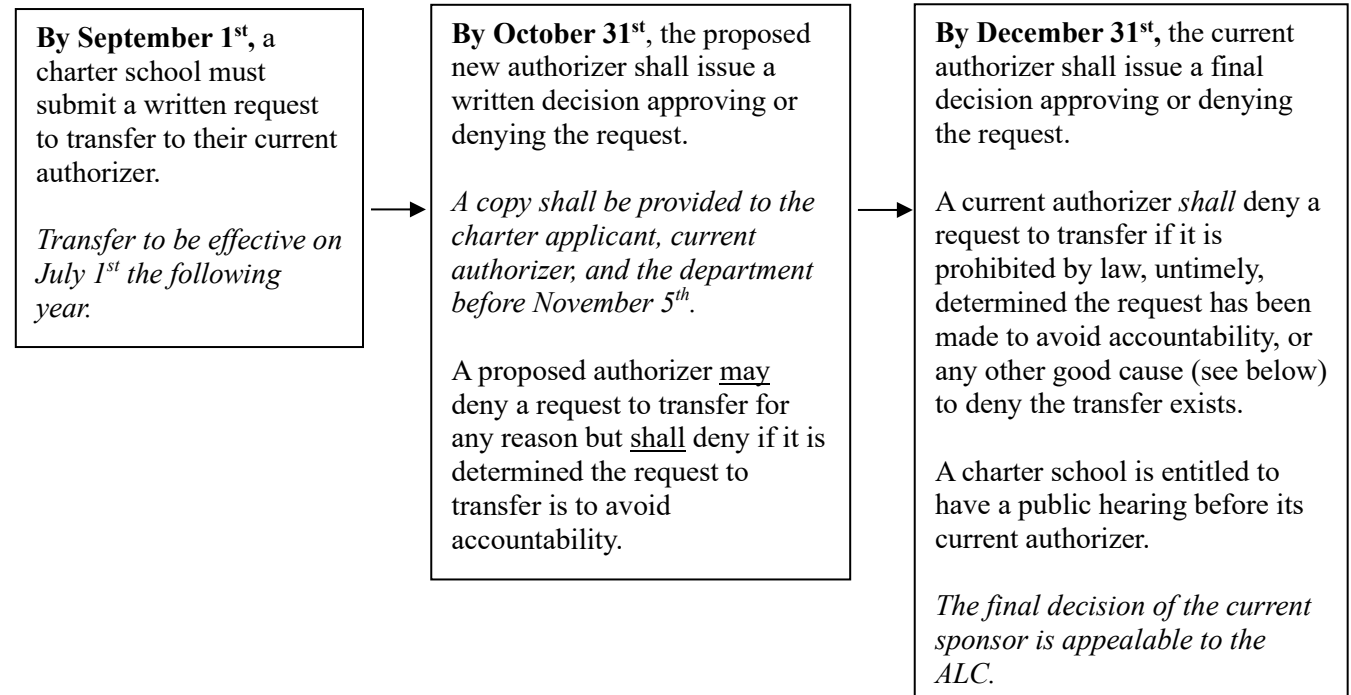 By September 1st, a
charter school must
submit a written request
to transfer to their current
authorizer.
Transfer to be effective on
July 1st the following
year.
By October 31st, the proposed
new authorizer shall issue a
written decision approving or
denying the request.
A copy shall be provided to the
charter applicant, current
authorizer, and the department
before November 5th.
A proposed authorizer may
deny a request to transfer for
any reason but shall deny if it is
determined the request to
transfer is to avoid
accountability.
By December 31st, the current
authorizer shall issue a final
decision approving or denying
the request.
A current authorizer shall deny a
request to transfer if it is
prohibited by law, untimely,
determined the request has been
made to avoid accountability, or
any other good cause (see below)
to deny the transfer exists.
A charter school is entitled to
have a public hearing before its
current authorizer.
The final decision of the current
sponsor is appealable to the
ALC.